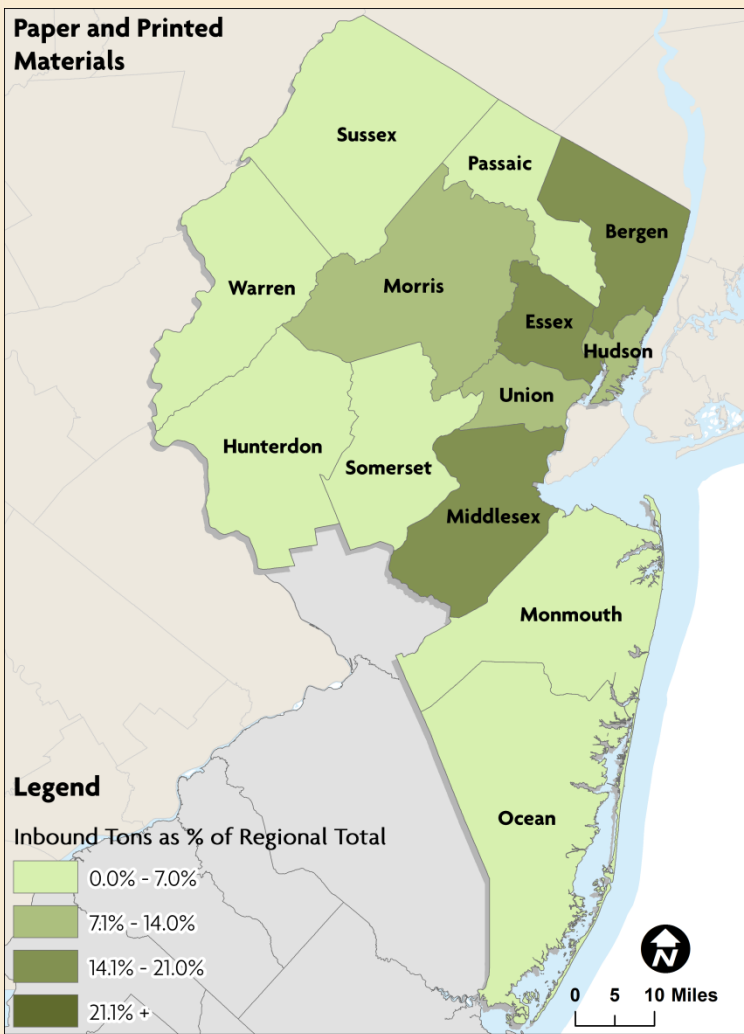 Paper and Printed
Materials
Sussex
Passaic
Bergen
Warren
Morris
Essex
Hudson
Union
Hunterdon
Somerset
Middlesex
Monmouth
Ocean
Legend
Inbound Tons as % of Regional Total
0.0% - 7.0%
7.1% - 14.0%
14.1% - 21.0%
21.1% +
N
0 5 10 Miles